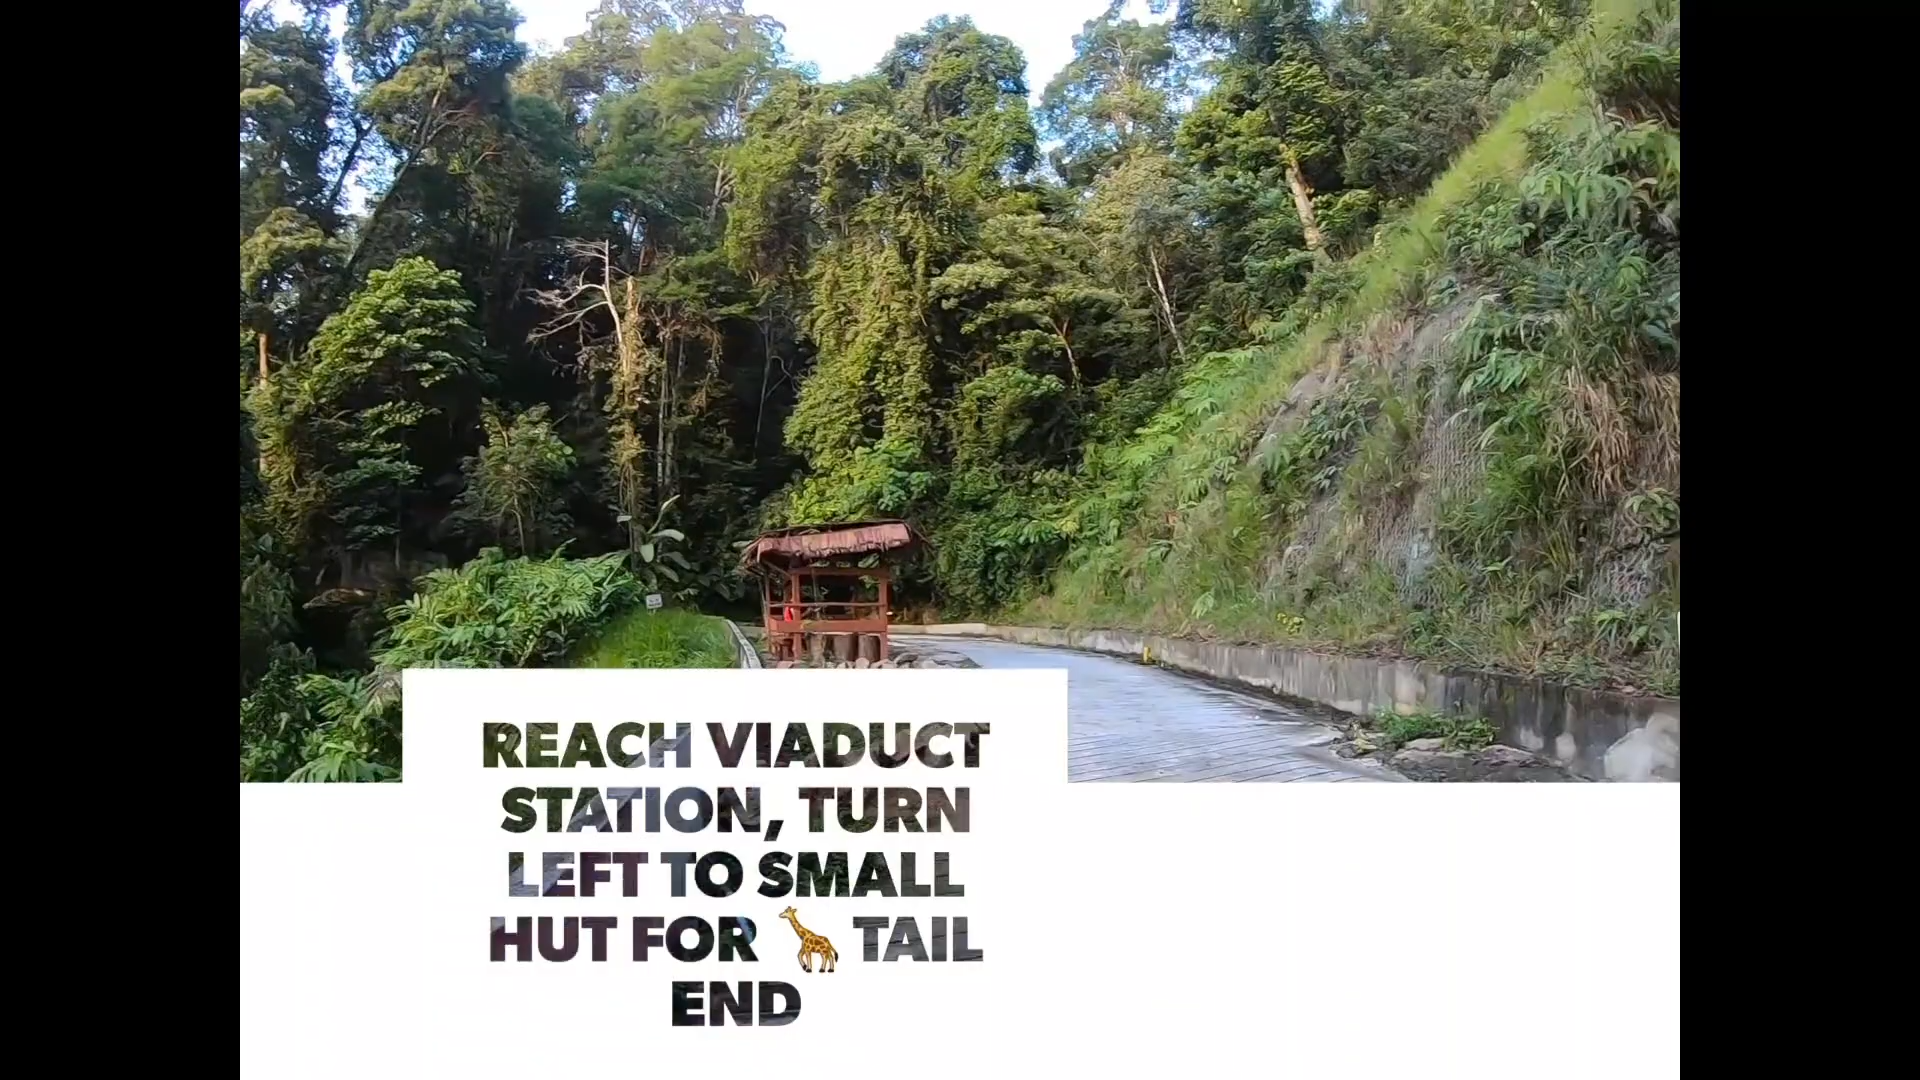 REACH VIADUCT
STATION, TURN
LEFT TO SMALL
HUT FOR 🦒 TAIL
END